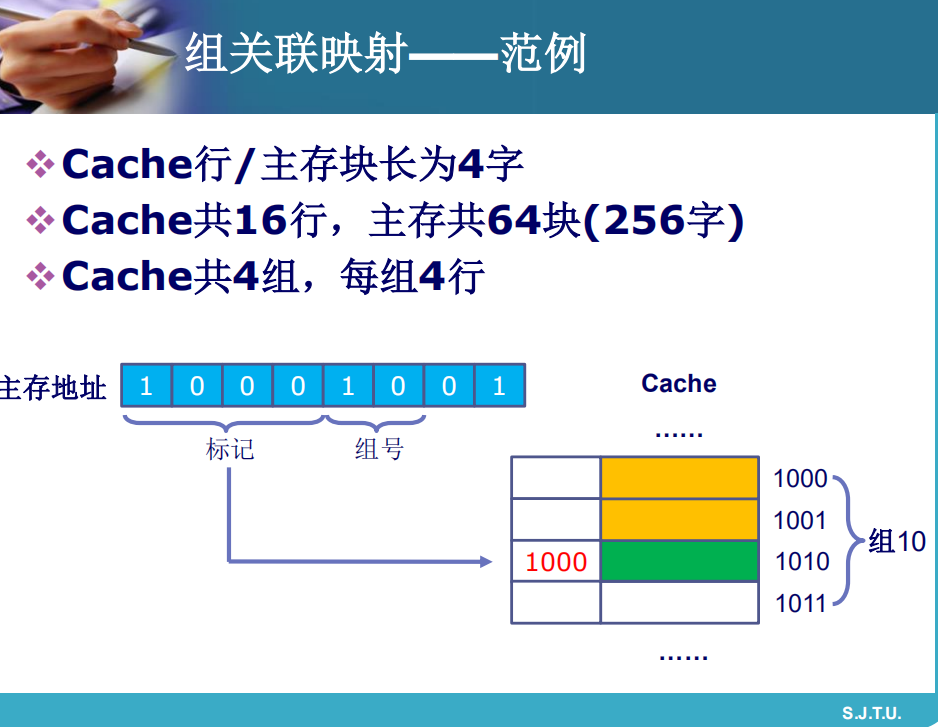 组关联映射——范例
Cache行/主存块长为4字
Cache共16行，主存共64块(256字)
Cache共4组，每组4行
主存地址 1 0 0 0 1 0 0 1
标记 组号
Cache
......
1000
1001
1000 1010
1011
组10
......
S.J.T.U.